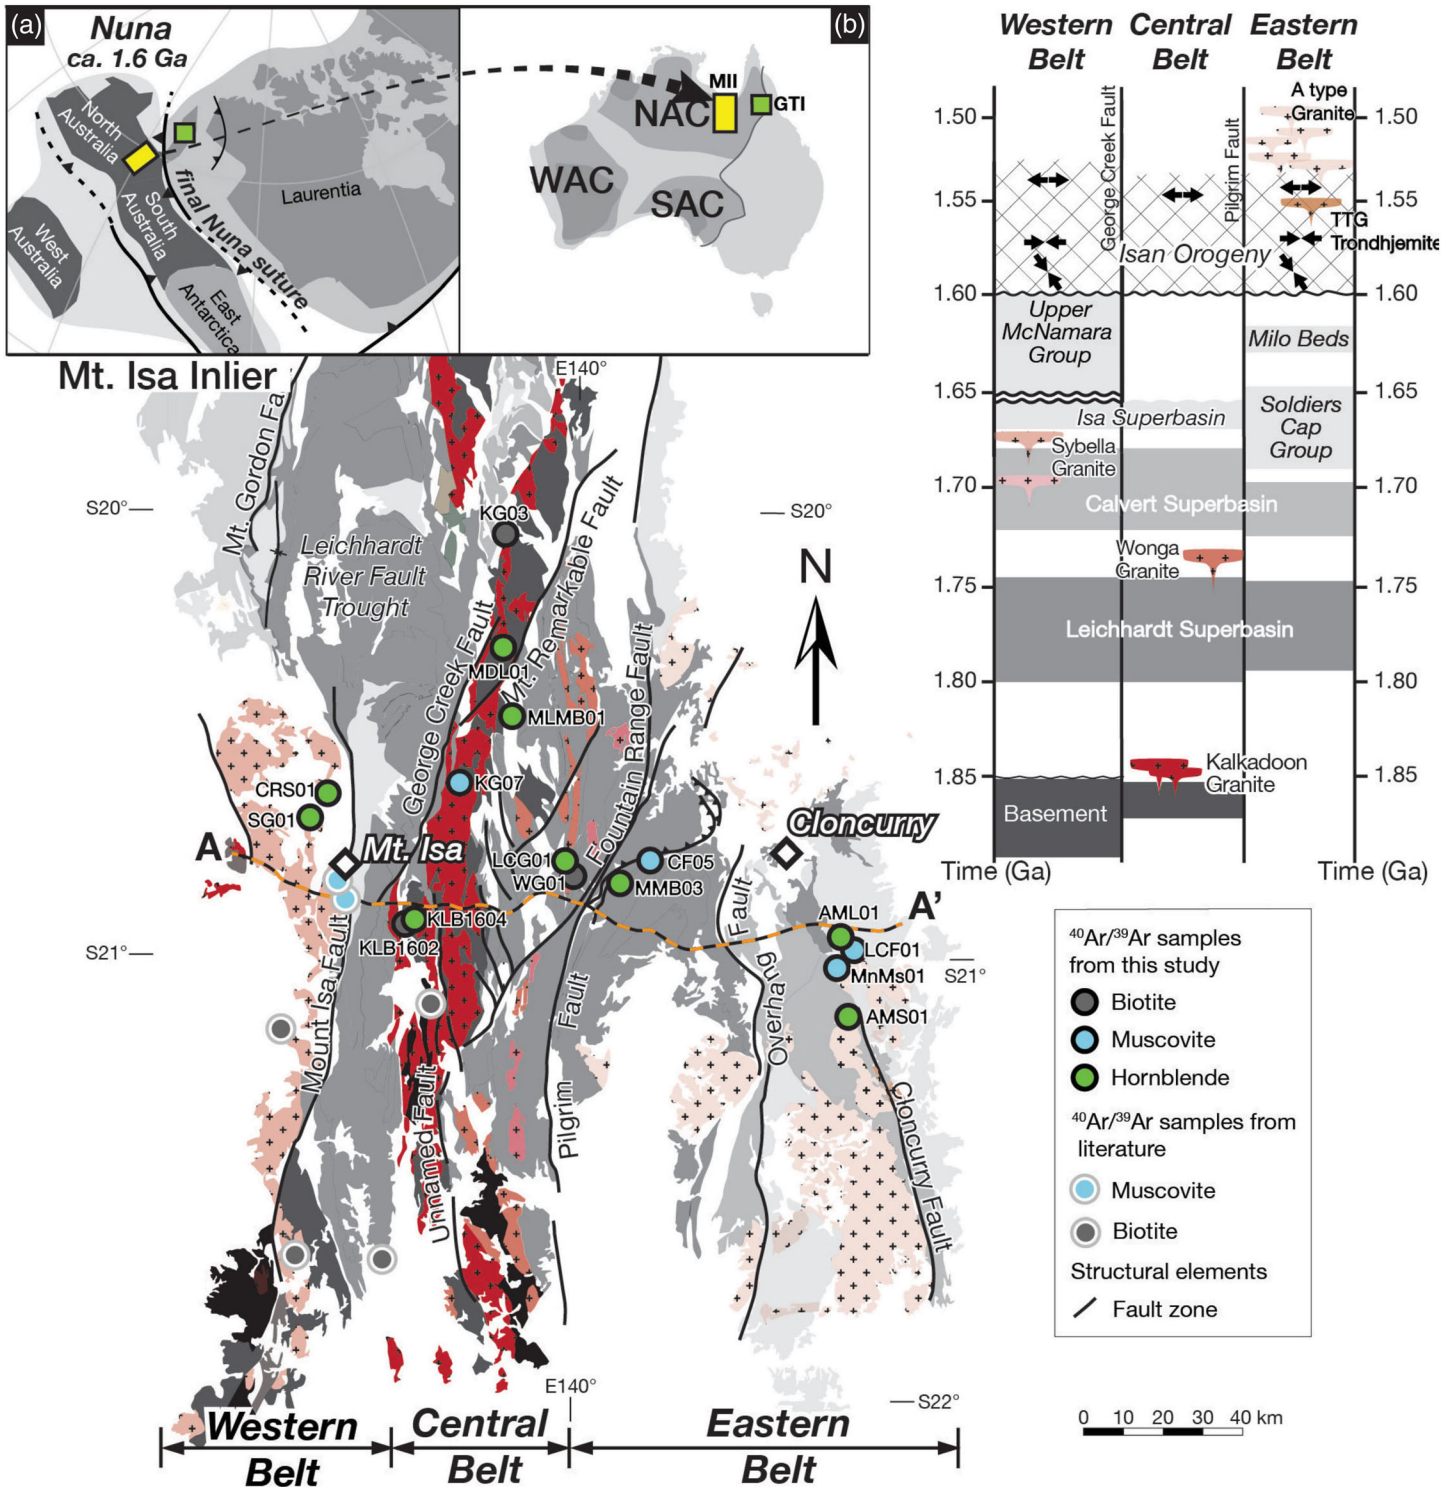 (a)
Nuna
ca. 1.6 Ga
North
Australia
South
Australia
West
Australia
East
Antarctica
Laurentia
final Nuna suture
(b)
MII
GTI
NAC
WAC
SAC
Western
Belt
Central
Belt
Eastern
Belt
A type
Granite
1.50
1.50
George Creek Fault
Pilgrim Fault
1.55
1.55
TTG
Trondhjemite
Isan Orogeny
1.60
1.60
Upper
McNamara
Group
Milo Beds
1.65
1.65
Isa Superbasin
Soldiers
Cap
Group
Sybella
Granite
1.70
1.70
Calvert Superbasin
Wonga
Granite
1.75
1.75
Leichhardt Superbasin
1.80
1.80
Kalkadoon
Granite
1.85
1.85
Basement
Time (Ga)
Time (Ga)
Mt. Isa Inlier
E140°
Mt. Gordon Fa
S20°
S20°
KG03
Leichhardt
River Fault
Trought
N
George Creek Fault
Mt. Remarkable Fault
Fountain Range Fault
MDL01
MLMB01
KG07
CRS01
SG01
A
Mt. Isa
Cloncurry
LCG01
WG01
CF05
MMB03
KLB1604
KLB1602
AML01
A'
LCF01
MnMs01
AMS01
S21°
S21°
Mount Isa Fault
Unnamed Fault
Pilgrim Fault
Overhang Fault
Cloncurry Fault
E140°
S22°
Western
Belt
Central
Belt
Eastern
Belt
40Ar/39Ar samples
from this study
Biotite
Muscovite
Hornblende
40Ar/39Ar samples from
literature
Muscovite
Biotite
Structural elements
Fault zone
0 10 20 30 40 km